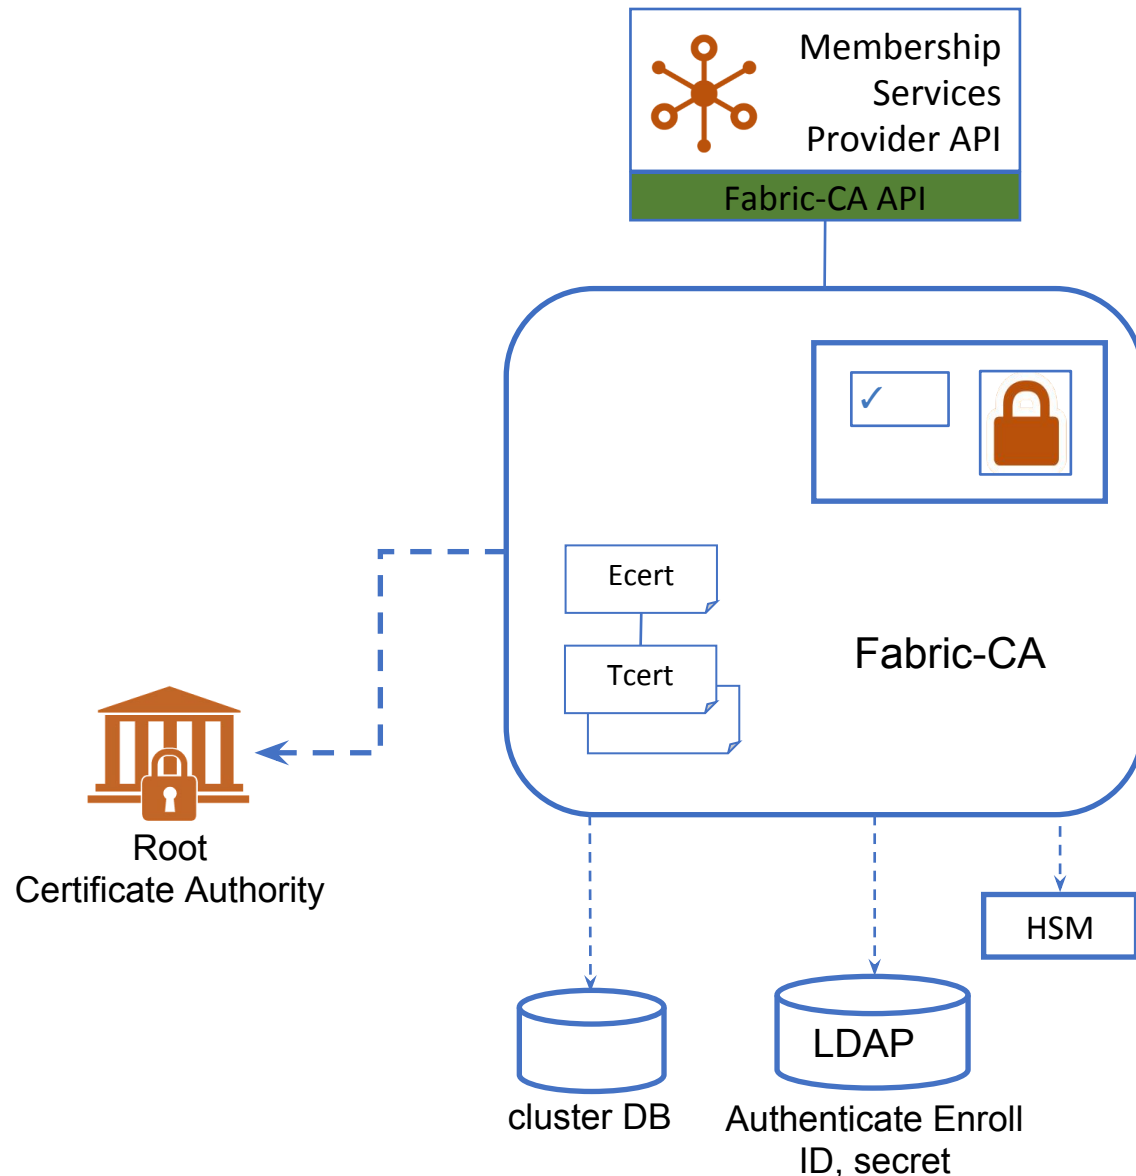 Membership
Services
Provider API
Fabric-CA API
✓
Ecert
Tcert
Fabric-CA
Root
Certificate Authority
HSM
LDAP
cluster DB
Authenticate Enroll
ID, secret